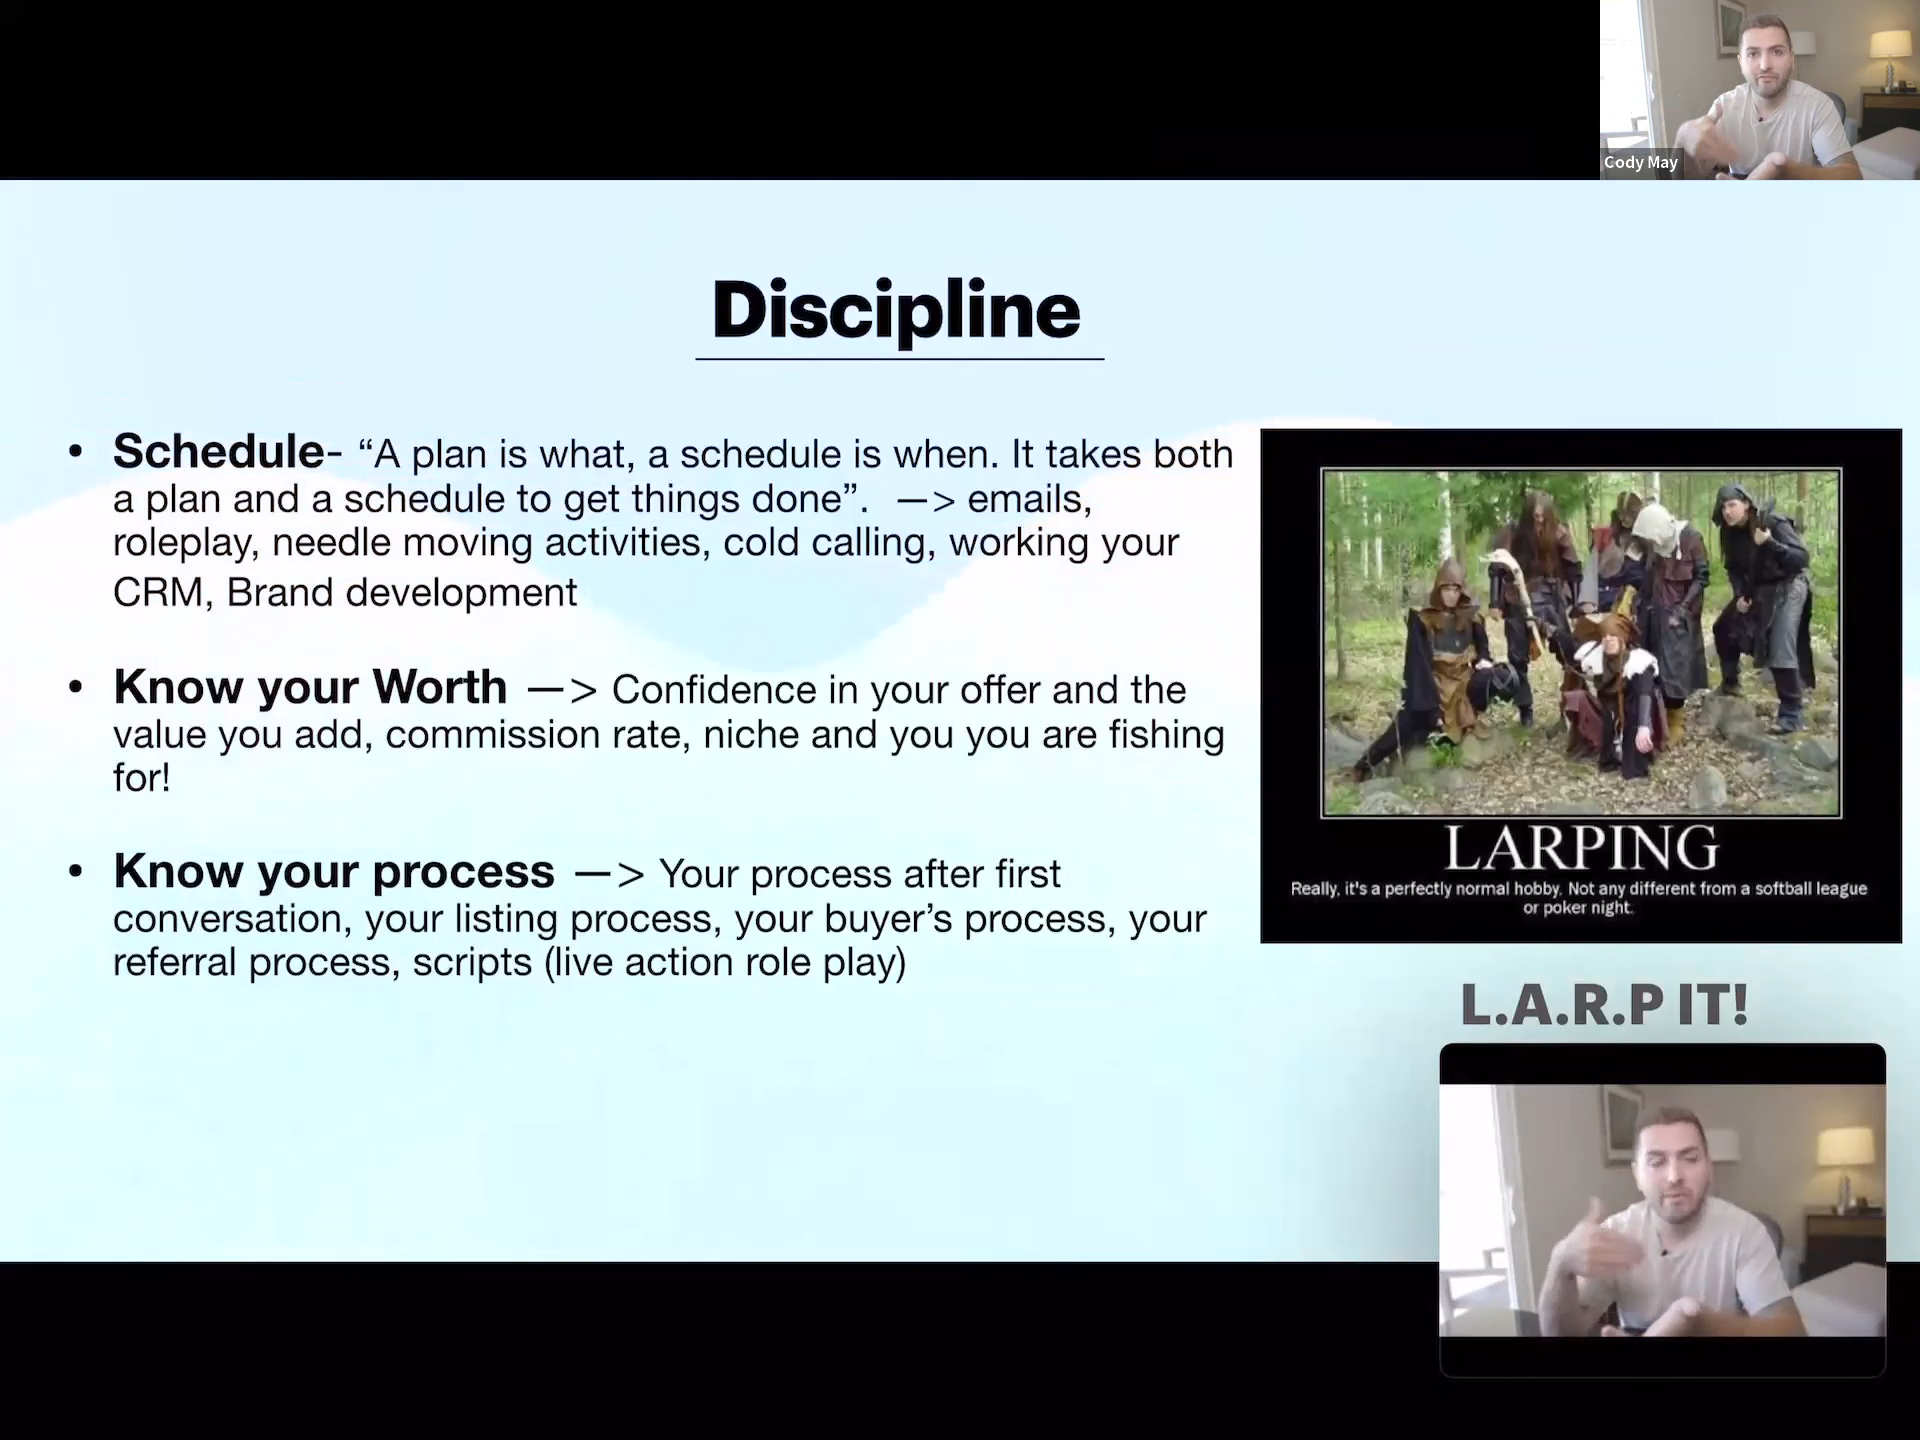 Cody May
Discipline
• Schedule- “A plan is what, a schedule is when. It takes both
a plan and a schedule to get things done”. —> emails,
roleplay, needle moving activities, cold calling, working your
CRM, Brand development
• Know your Worth —> Confidence in your offer and the
value you add, commission rate, niche and you you are fishing
for!
• Know your process —> Your process after first
conversation, your listing process, your buyer’s process, your
referral process, scripts (live action role play)
LARPING
Really, it's a perfectly normal hobby. Not any different from a softball league
or poker night.
L.A.R.P IT!